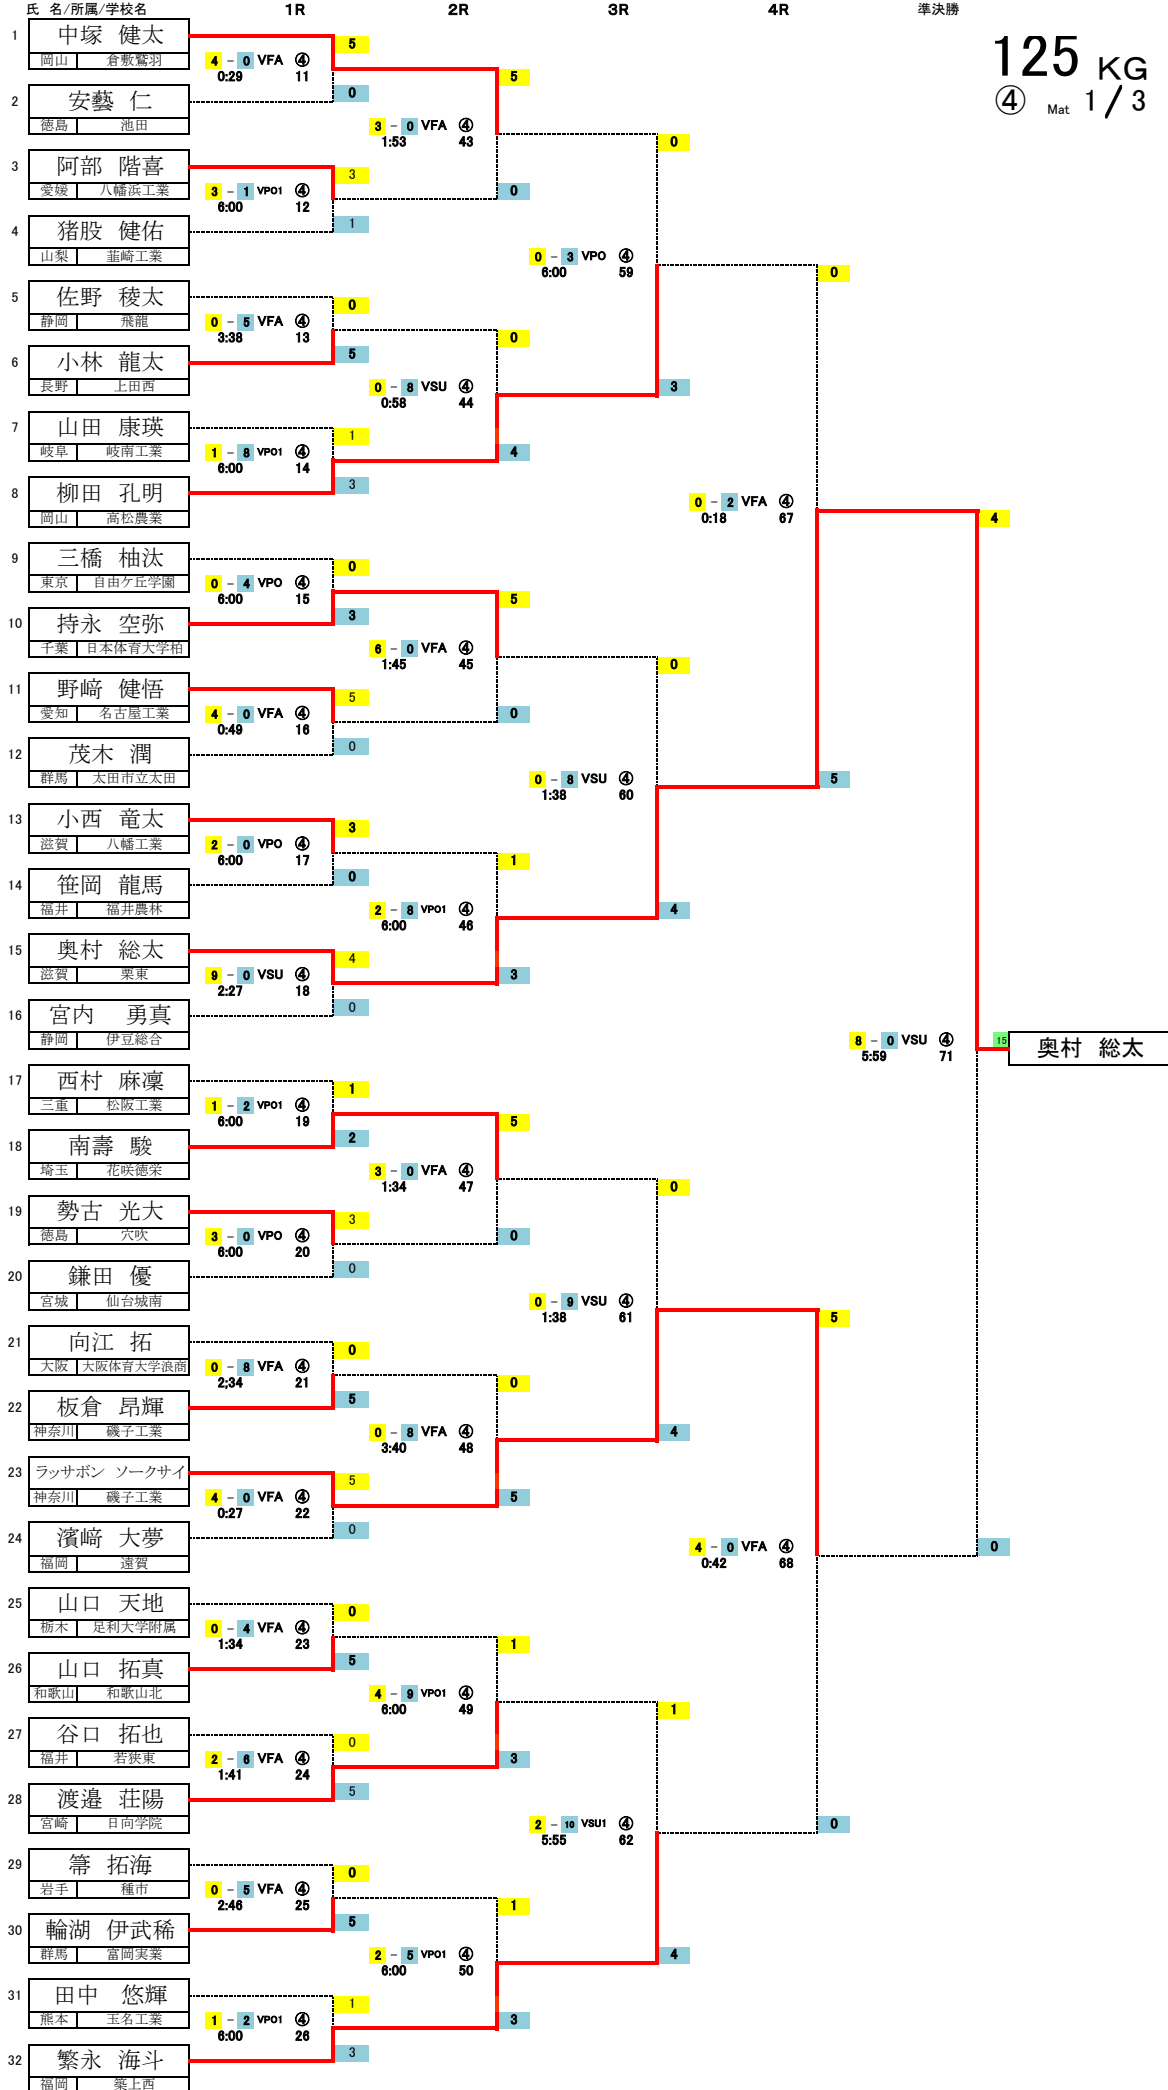 氏 名/所属/学校名 1R 2R 3R 4R 準決勝
125 KG
④ Mat 1 / 3
1 中塚 健太
岡山 倉敷鷲羽
4 - 0 VFA ④
0:29 11
5
0
2 安藝 仁
徳島 池田
3 - 0 VFA ④
1:53 43
5
0
3 阿部 階喜
愛媛 八幡浜工業
3 - 1 VPO1 ④
6:00 12
3
1
4 猪股 健佑
山梨 韮崎工業
0 - 3 VPO ④
6:00 59
0
3
5 佐野 稜太
静岡 飛龍
0 - 5 VFA ④
3:38 13
0
5
6 小林 龍太
長野 上田西
0 - 8 VSU ④
0:58 44
0
4
7 山田 康瑛
岐阜 岐南工業
1 - 8 VPO1 ④
6:00 14
1
3
8 柳田 孔明
岡山 高松農業
0 - 2 VFA ④
0:18 67
0
5
9 三橋 柚汰
東京 自由ケ丘学園
0 - 4 VPO ④
6:00 15
0
3
10 持永 空弥
千葉 日本体育大学柏
6 - 0 VFA ④
1:45 45
5
0
11 野﨑 健悟
愛知 名古屋工業
4 - 0 VFA ④
0:49 16
5
0
12 茂木 潤
群馬 太田市立太田
0 - 8 VSU ④
1:38 60
0
4
13 小西 竜太
滋賀 八幡工業
2 - 0 VPO ④
6:00 17
3
0
14 笹岡 龍馬
福井 福井農林
2 - 8 VPO1 ④
6:00 46
1
3
15 奥村 総太
滋賀 栗東
9 - 0 VSU ④
2:27 18
4
0
16 宮内 勇真
静岡 伊豆総合
8 - 0 VSU ④
5:59 71
4
0
15 奥村 総太
17 西村 麻凜
三重 松阪工業
1 - 2 VPO1 ④
6:00 19
1
2
18 南壽 駿
埼玉 花咲徳栄
3 - 0 VFA ④
1:34 47
5
0
19 勢古 光大
徳島 穴吹
3 - 0 VPO ④
6:00 20
3
0
20 鎌田 優
宮城 仙台城南
0 - 9 VSU ④
1:38 61
0
4
21 向江 拓
大阪 大阪体育大学浪商
0 - 8 VFA ④
2;34 21
0
5
22 板倉 昂輝
神奈川 磯子工業
0 - 8 VFA ④
3:40 48
0
5
23 ラッサボン ソークサイ
神奈川 磯子工業
4 - 0 VFA ④
0:27 22
5
0
24 濱﨑 大夢
福岡 遠賀
4 - 0 VFA ④
0:42 68
5
0
25 山口 天地
栃木 足利大学附属
0 - 4 VFA ④
1:34 23
0
5
26 山口 拓真
和歌山 和歌山北
4 - 9 VPO1 ④
6:00 49
1
3
27 谷口 拓也
福井 若狭東
2 - 6 VFA ④
1:41 24
0
5
28 渡邉 荘陽
宮崎 日向学院
2 - 10 VSU1 ④
5:55 62
1
4
29 箒 拓海
岩手 種市
0 - 5 VFA ④
2:46 25
0
5
30 輪湖 伊武稀
群馬 富岡実業
2 - 5 VPO1 ④
6:00 50
1
3
31 田中 悠輝
熊本 玉名工業
1 - 2 VPO1 ④
6:00 26
1
3
32 繁永 海斗
福岡 築上西